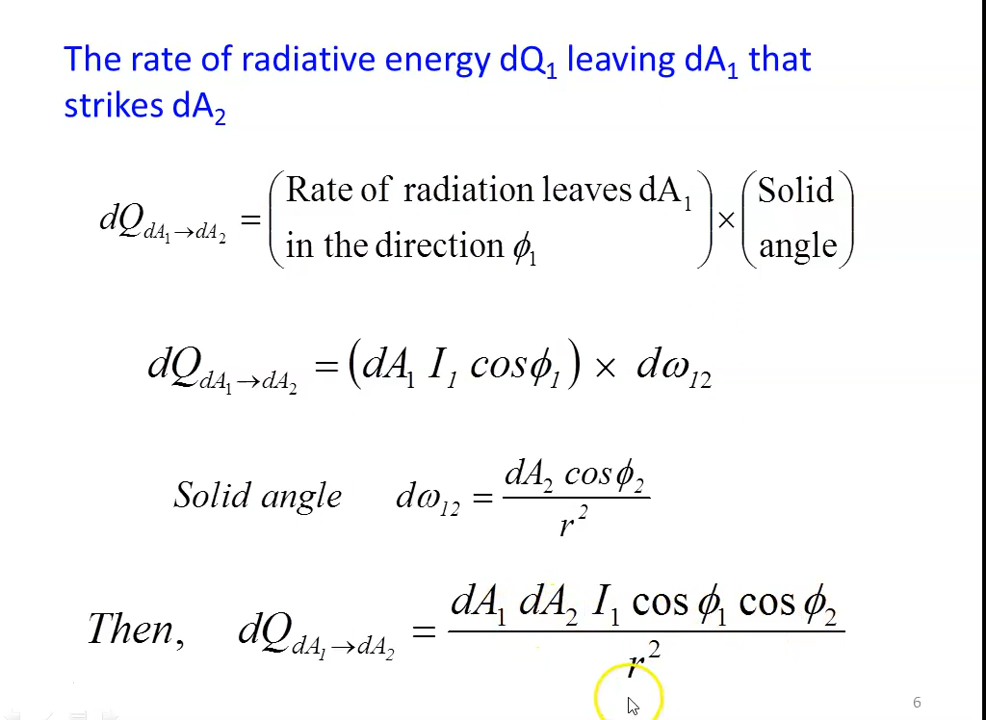 The rate of radiative energy dQ₁ leaving dA₁ that
strikes dA₂
dQ_{dA₁→dA₂} = (Rate of radiation leaves dA₁ in the direction ϕ₁) × (Solid angle)
dQ_{dA₁→dA₂} = (dA₁ I₁ cosϕ₁) × dω₁₂
Solid angle dω₁₂ = dA₂ cosϕ₂ / r²
Then, dQ_{dA₁→dA₂} = dA₁ dA₂ I₁ cos ϕ₁ cos ϕ₂ / r²
6